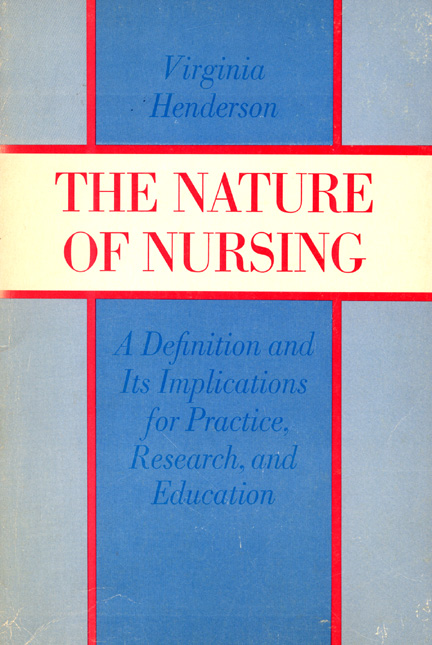 Virginia
Henderson
THE NATURE
OF NURSING
A Definition and
Its Implications
for Practice,
Research, and
Education